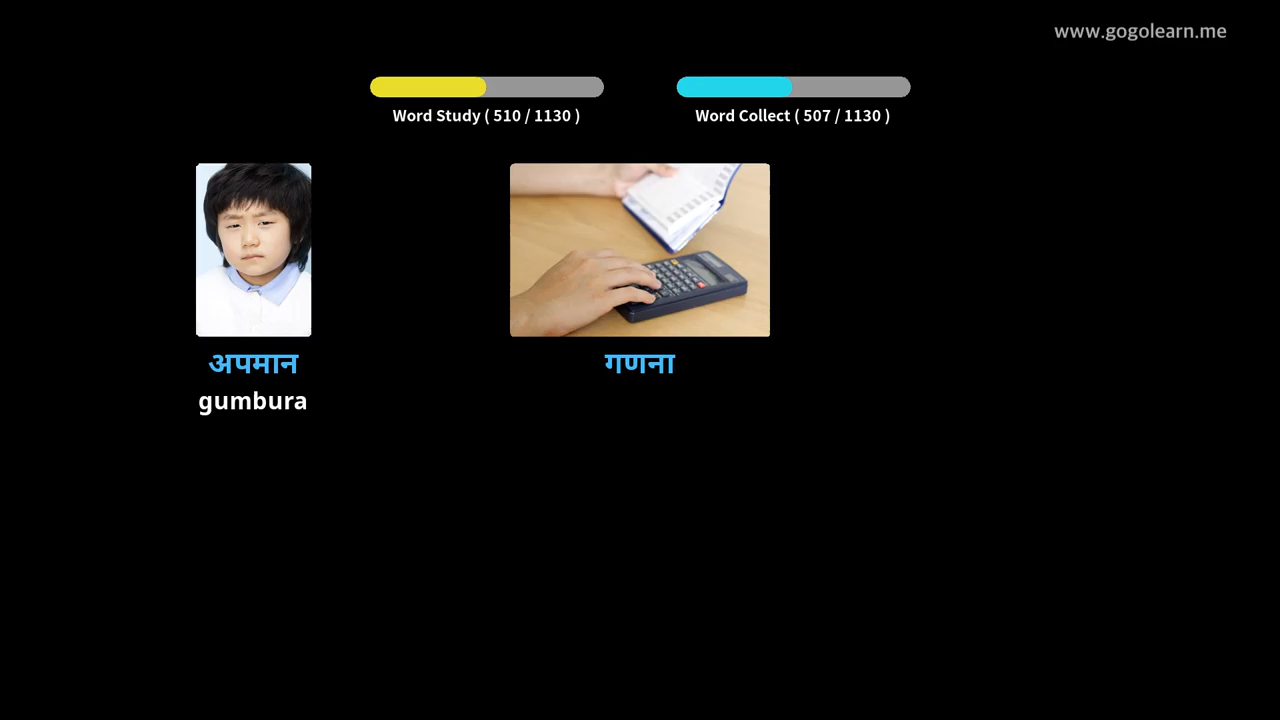 www.gogolearn.me
Word Study ( 510 / 1130 )
Word Collect ( 507 / 1130 )
अपमान
gumbura
गणना